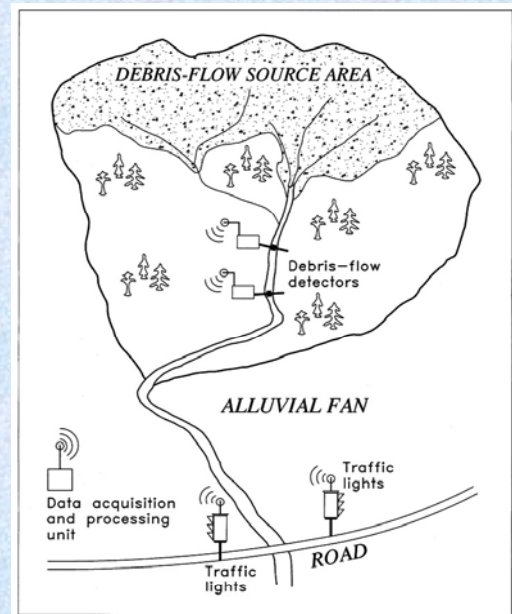 DEBRIS-FLOW SOURCE AREA
Debris-flow
detectors
ALLUVIAL FAN
Traffic
lights
Data acquisition
and processing
unit
ROAD
Traffic
lights